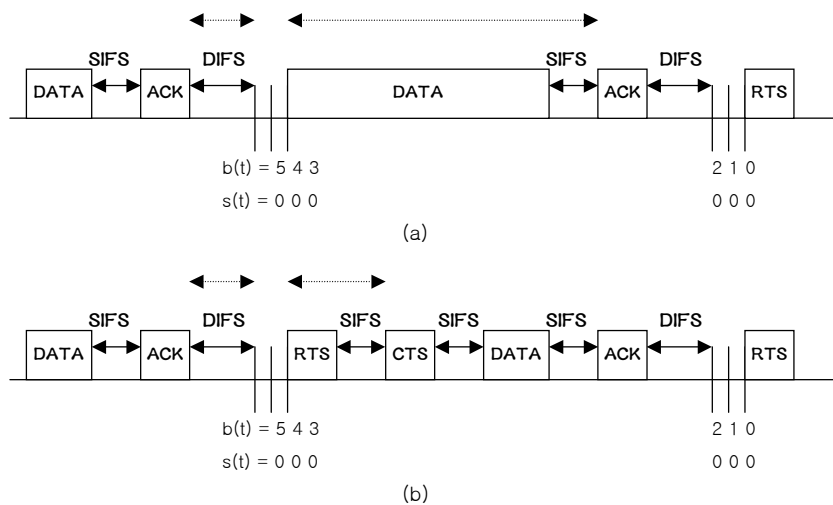 SIFS DIFS SIFS DIFS
DATA ACK DATA ACK RTS
b(t) = 5 4 3 2 1 0
s(t) = 0 0 0 0 0 0
(a)
SIFS DIFS SIFS SIFS SIFS DIFS
DATA ACK RTS CTS DATA ACK RTS
b(t) = 5 4 3 2 1 0
s(t) = 0 0 0 0 0 0
(b)